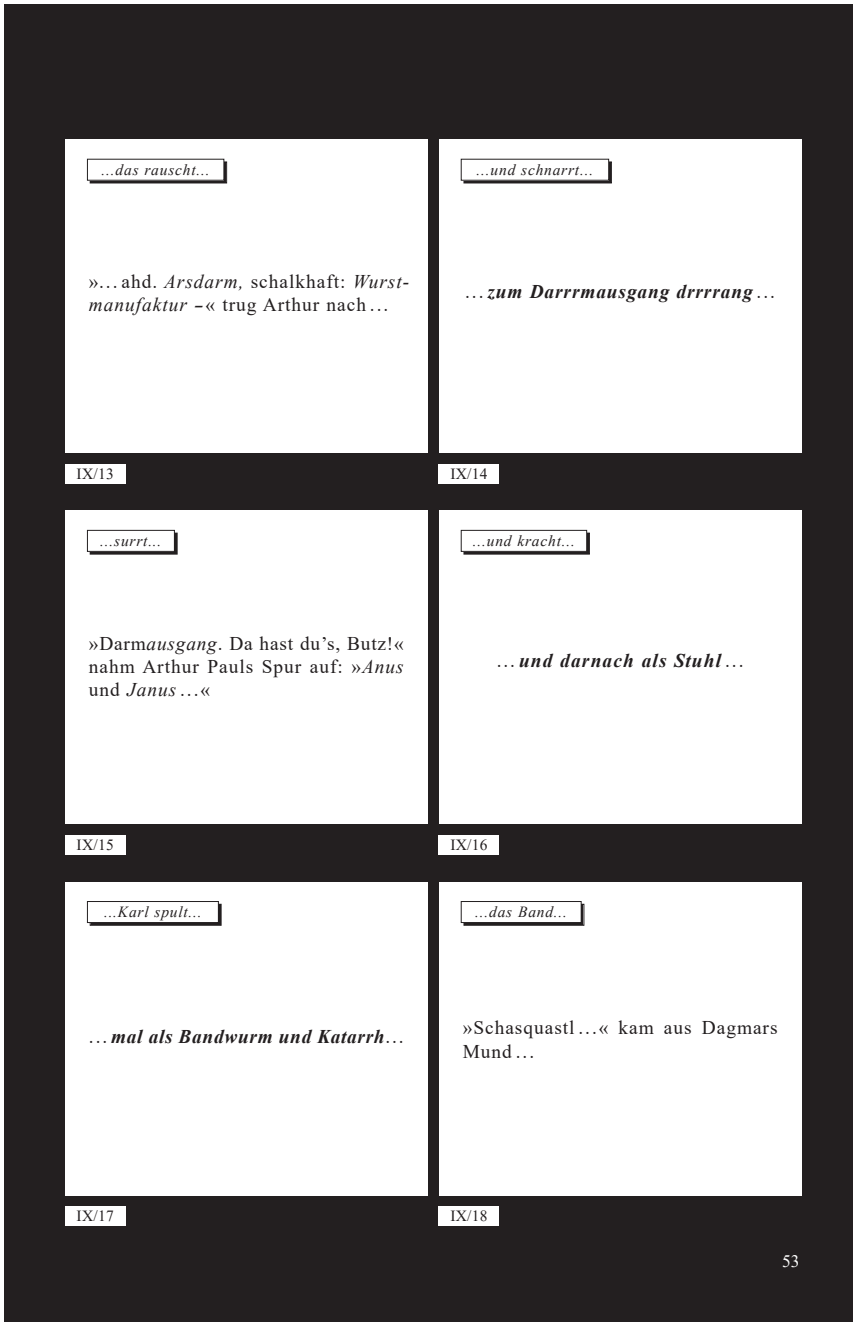 ...das rauscht...
»... ahd. Arsdarm, schalkhaft: Wurst-
manufaktur –« trug Arthur nach ...
IX/13
...und schnarrt...
... zum Darrrmausgang drrrrang ...
IX/14
...surrt...
»Darmausgang. Da hast du’s, Butz!«
nahm Arthur Pauls Spur auf: »Anus
und Janus ...«
IX/15
...und kracht...
... und darnach als Stuhl ...
IX/16
...Karl spult...
... mal als Bandwurm und Katarrh...
IX/17
...das Band...
»Schasquastl ...« kam aus Dagmars
Mund ...
IX/18
53